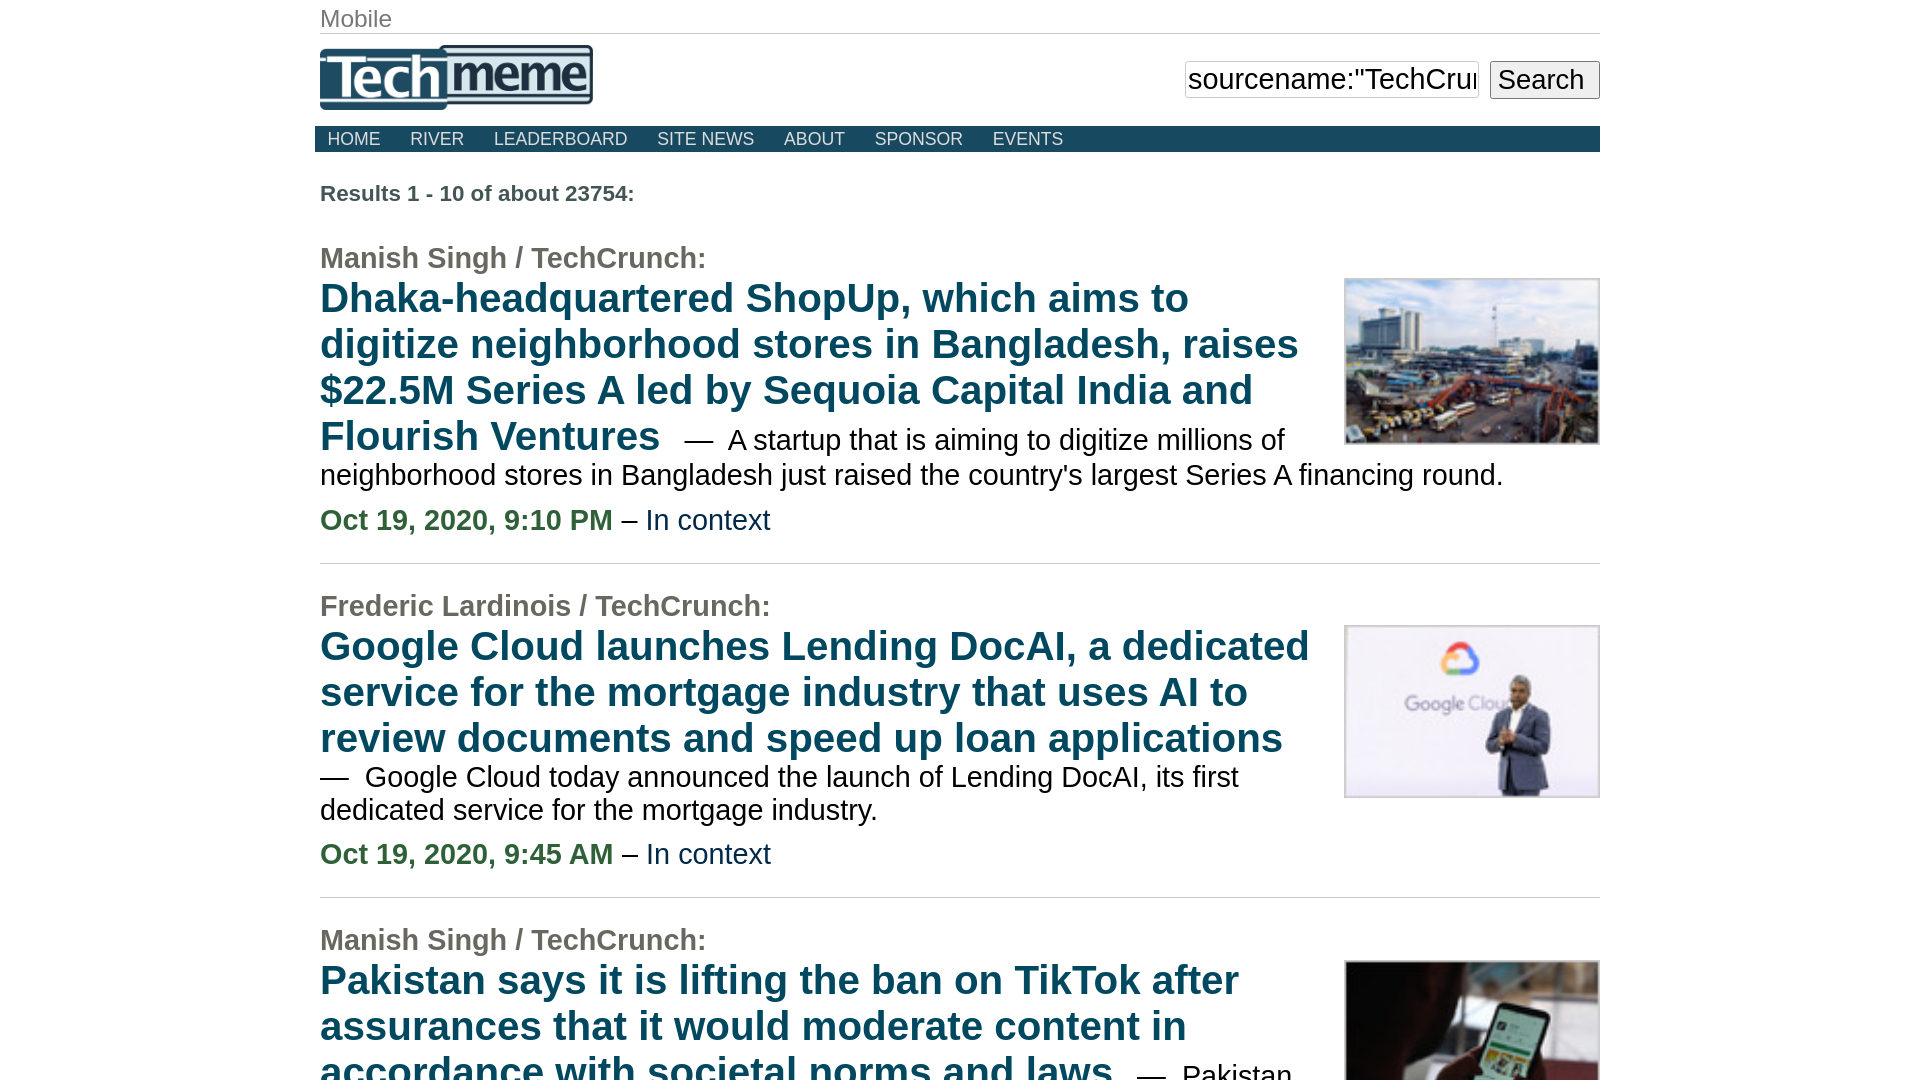 Mobile
Techmeme
sourcename:"TechCrun
Search
HOME RIVER LEADERBOARD SITE NEWS ABOUT SPONSOR EVENTS
Results 1 - 10 of about 23754:
Manish Singh / TechCrunch:
Dhaka-headquartered ShopUp, which aims to
digitize neighborhood stores in Bangladesh, raises
$22.5M Series A led by Sequoia Capital India and
Flourish Ventures — A startup that is aiming to digitize millions of
neighborhood stores in Bangladesh just raised the country's largest Series A financing round.
Oct 19, 2020, 9:10 PM – In context
Frederic Lardinois / TechCrunch:
Google Cloud launches Lending DocAI, a dedicated
service for the mortgage industry that uses AI to
review documents and speed up loan applications
— Google Cloud today announced the launch of Lending DocAI, its first
dedicated service for the mortgage industry.
Google Clou
Oct 19, 2020, 9:45 AM – In context
Manish Singh / TechCrunch:
Pakistan says it is lifting the ban on TikTok after
assurances that it would moderate content in
accordance with societal norms and laws — Pakistan